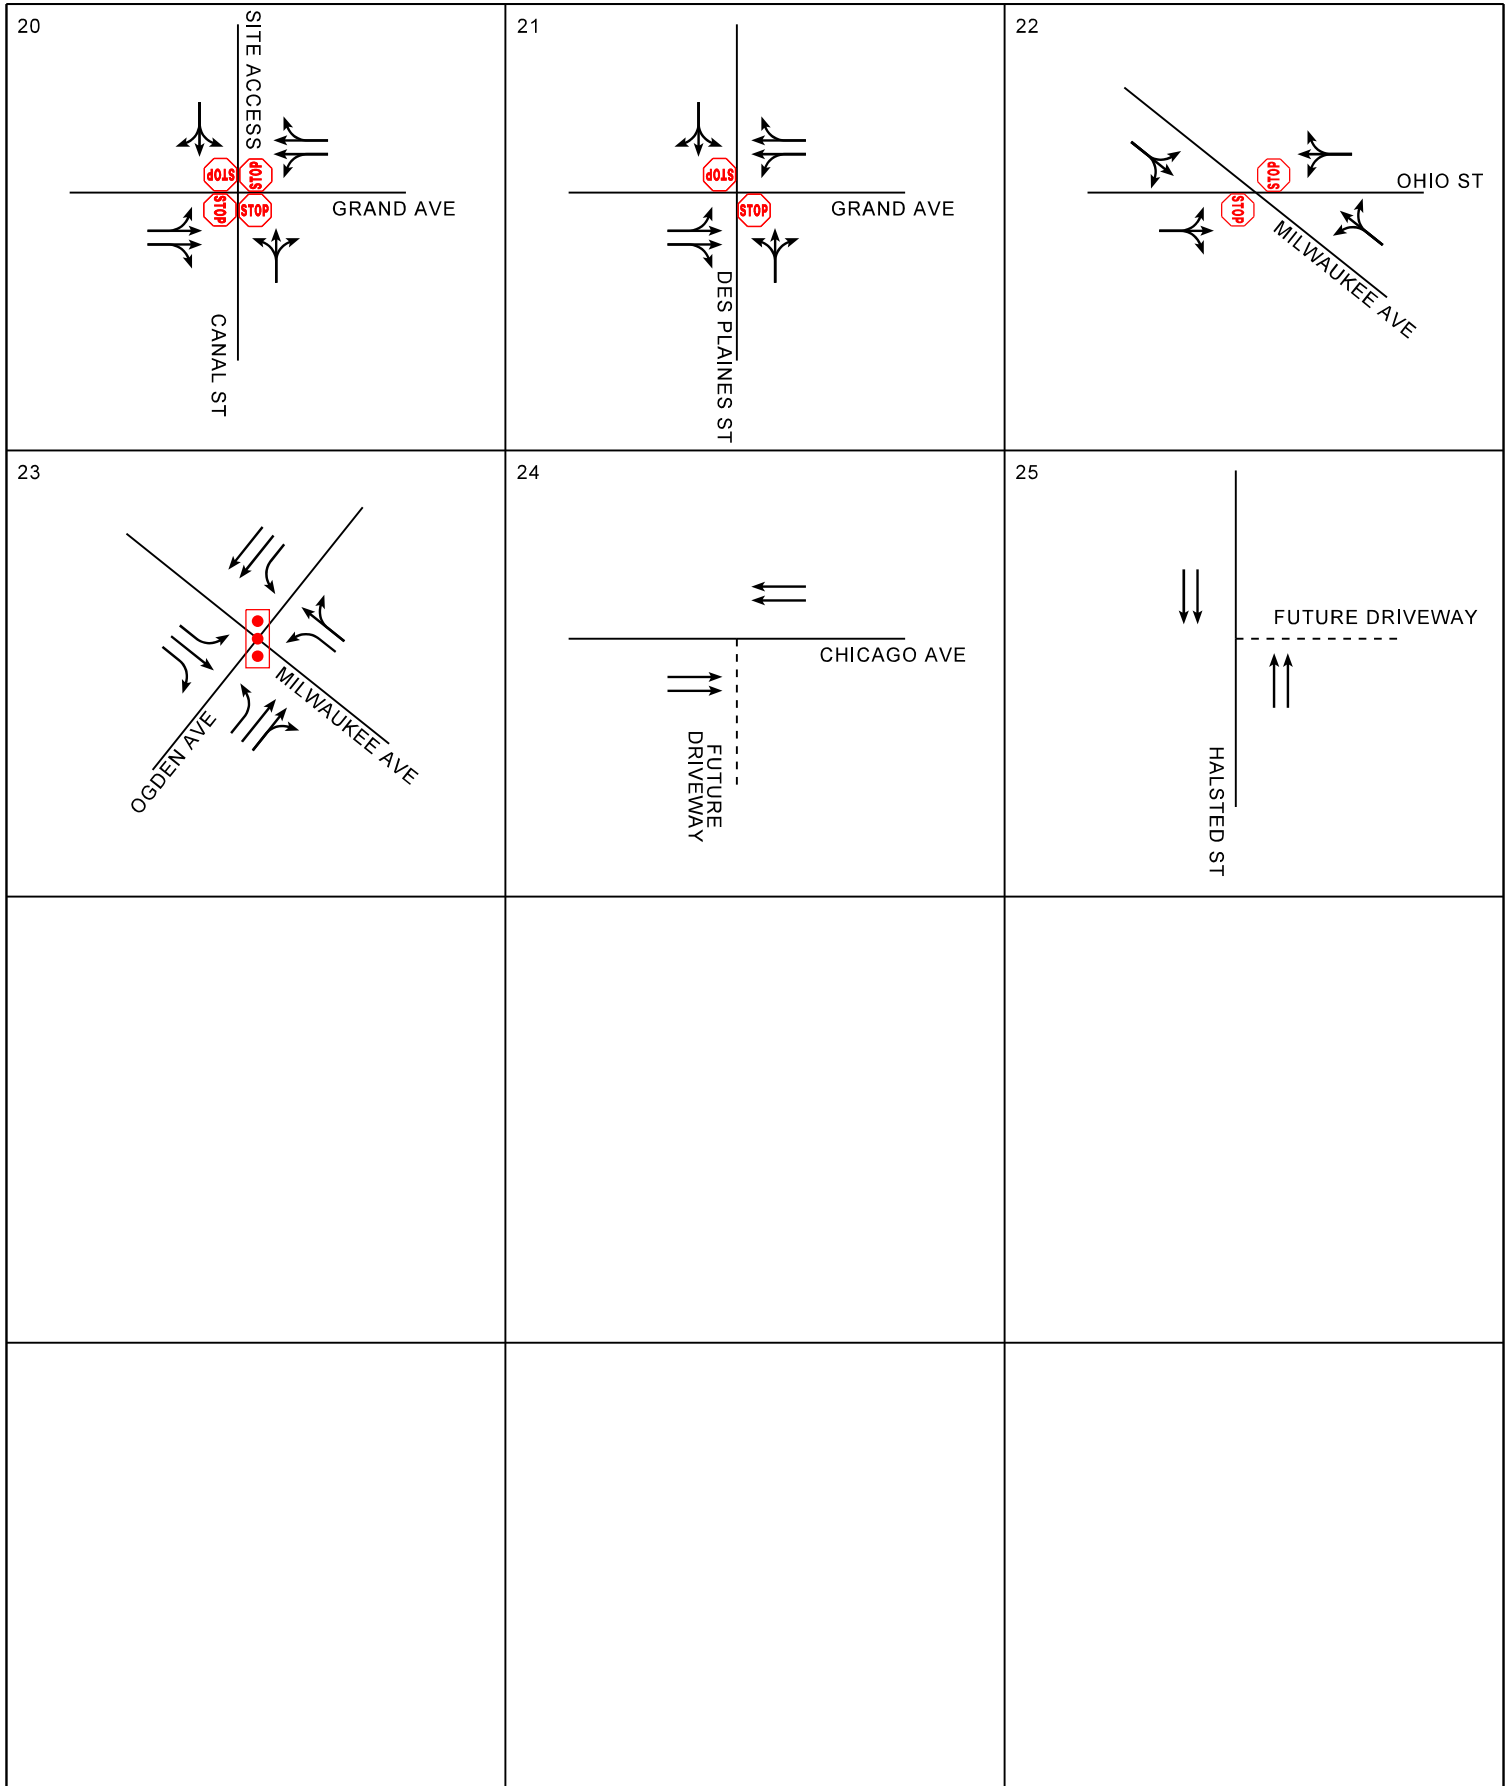 20
SITE ACCESS
STOP
STOP
STOP
STOP
GRAND AVE
CANAL ST
21
STOP
STOP
GRAND AVE
DES PLAINES ST
22
STOP
STOP
OHIO ST
MILWAUKEE AVE
23
MILWAUKEE AVE
OGDEN AVE
24
CHICAGO AVE
FUTURE
DRIVEWAY
25
FUTURE DRIVEWAY
HALSTED ST